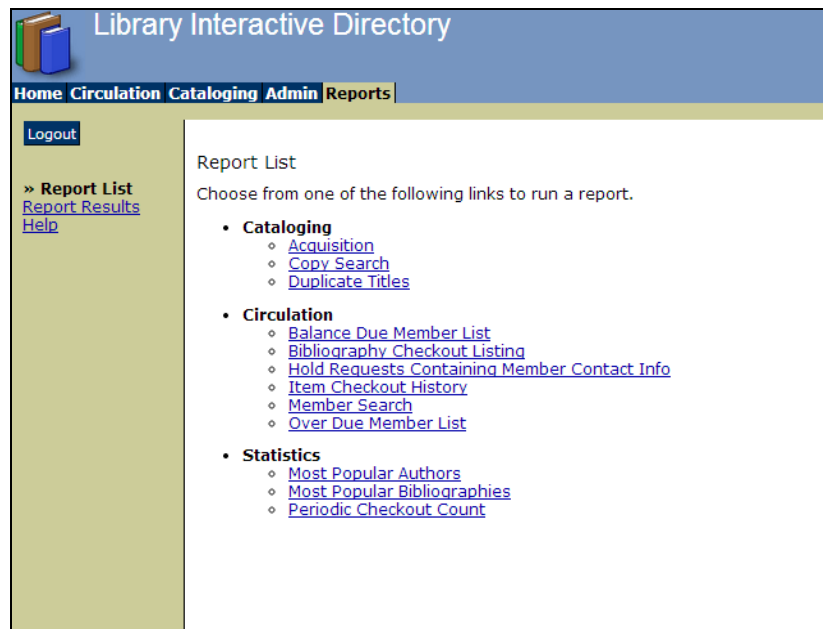 Library Interactive Directory
Home Circulation Cataloging Admin Reports
Logout
» Report List
Report Results
Help
Report List
Choose from one of the following links to run a report.
• Cataloging
Acquisition
Copy Search
Duplicate Titles
• Circulation
Balance Due Member List
Bibliography Checkout Listing
Hold Requests Containing Member Contact Info
Item Checkout History
Member Search
Over Due Member List
• Statistics
Most Popular Authors
Most Popular Bibliographies
Periodic Checkout Count